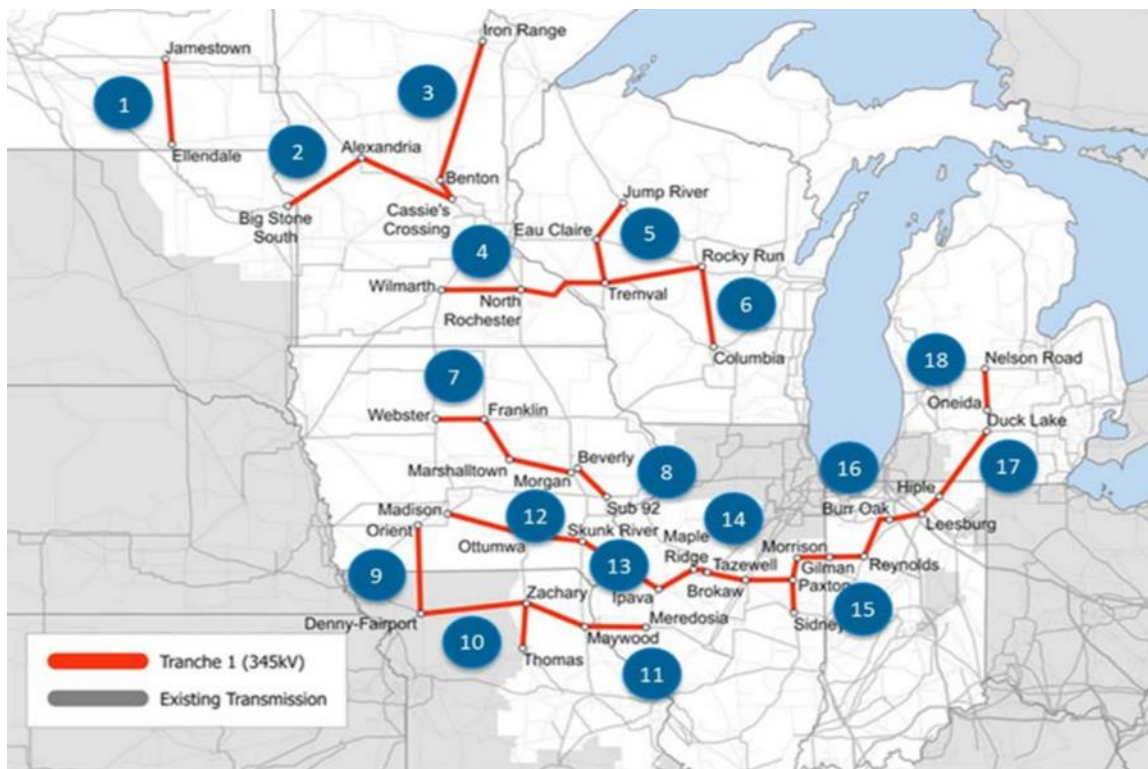 Iron Range
Jamestown
3
1
Alexandria
2
Ellendale
Benton
Jump River
Cassie's
Crossing
Big Stone
South
Eau Claire
5
4
Rocky Run
Wilmarth
North
Rochester
Tremval
6
Columbia
18
Nelson Road
7
Oneida
Webster
Franklin
Duck Lake
Beverly
8
16
17
Marshalltown
Morgan
Hiple
Sub 92
Madison
Orient
12
14
Burr Oak
Leesburg
Skunk River
Maple
Ridge
Ottumwa
Morrison
Tazewell
Gilman
Reynolds
9
13
Paxton
Ipava
Brokaw
Zachary
15
Denny-Fairport
Meredosia
Sidney
10
Maywood
Thomas
11
Tranche 1 (345kV)
Existing Transmission